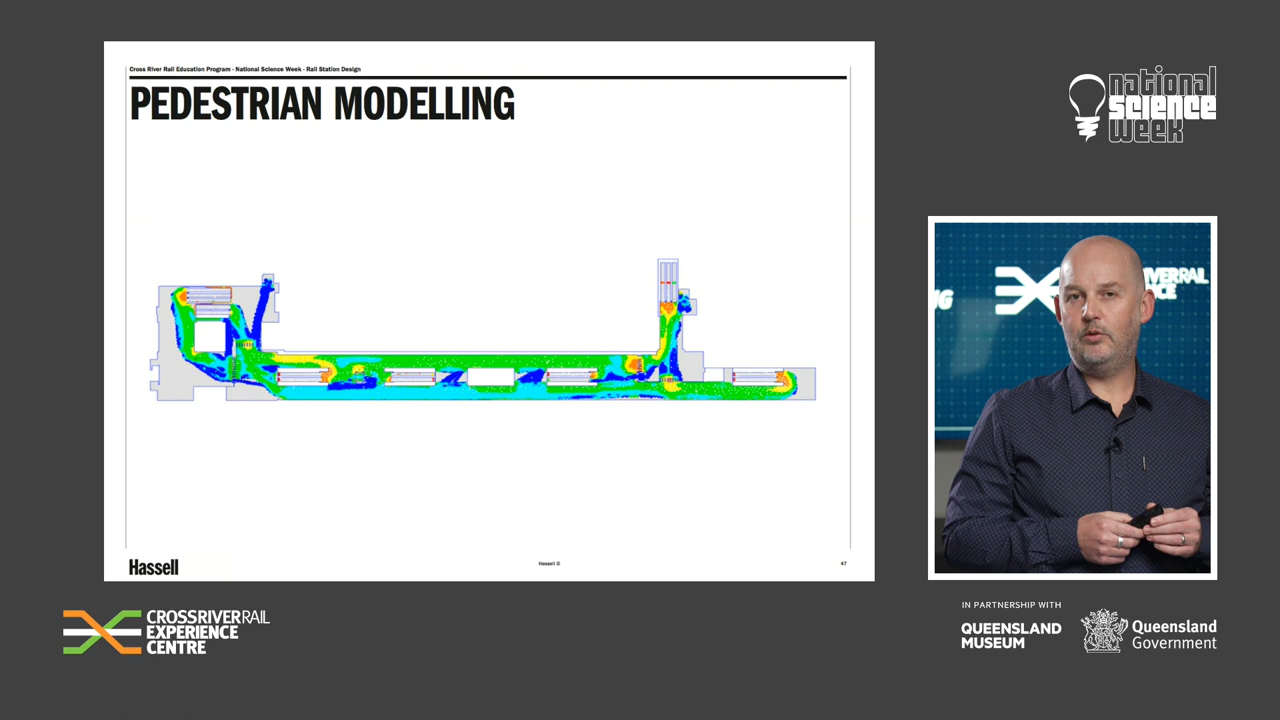 Cross River Rail Education Program - National Science Week - Rail Station Design
PEDESTRIAN MODELLING
Hassell
Hassell ©
47
national
science
week
CROSSRIVERRAIL
EXPERIENCE
CENTRE
IN PARTNERSHIP WITH
QUEENSLAND
MUSEUM
Queensland
Government